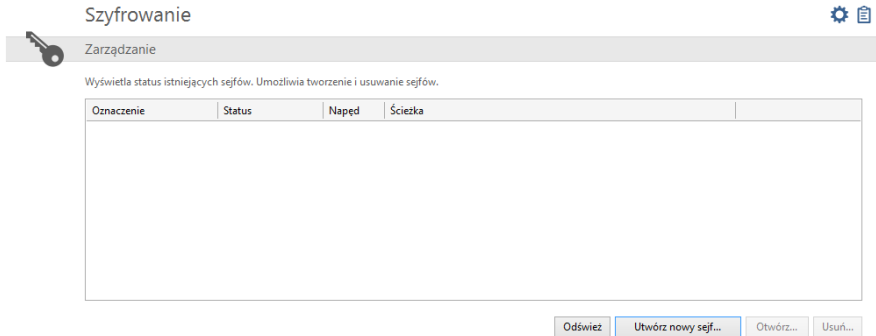 Szyfrowanie
Zarządzanie
Wyświetla status istniejących sejfów. Umożliwia tworzenie i usuwanie sejfów.
Oznaczenie Status Napęd Ścieżka
Odśwież Utwórz nowy sejf... Otwórz... Usuń...